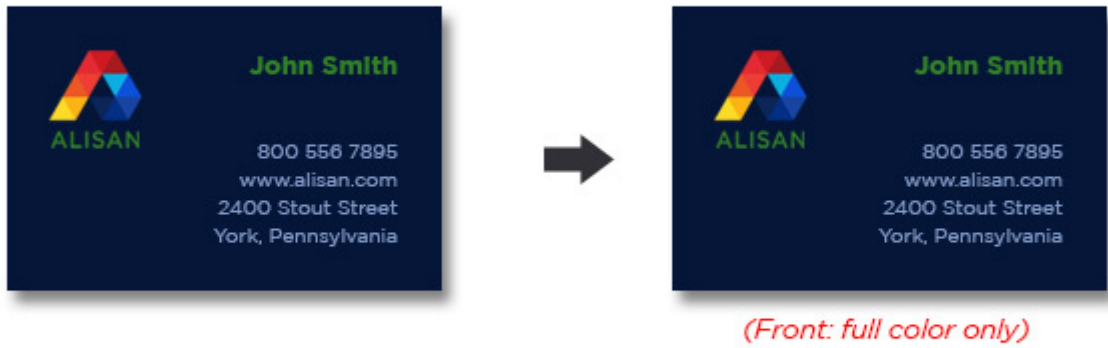 John Smith
ALISAN
800 556 7895
www.alisan.com
2400 Stout Street
York, Pennsylvania
John Smith
ALISAN
800 556 7895
www.alisan.com
2400 Stout Street
York, Pennsylvania
(Front: full color only)